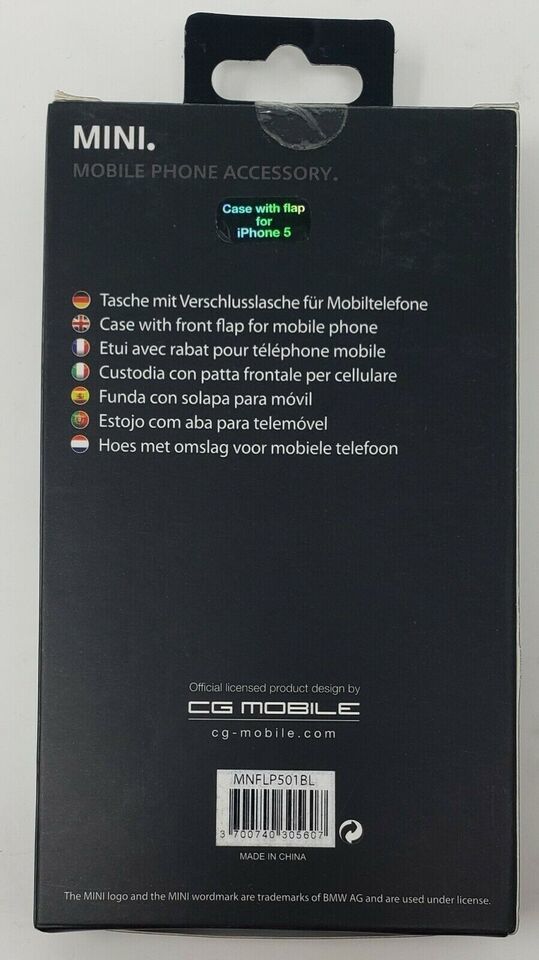 MINI.
MOBILE PHONE ACCESSORY.
Case with flap
for
iPhone 5
Tasche mit Verschlusslasche für Mobiltelefone
Case with front flap for mobile phone
Etui avec rabat pour téléphone mobile
Custodia con patta frontale per cellulare
Funda con solapa para móvil
Estojo com aba para telemóvel
Hoes met omslag voor mobiele telefoon
Official licensed product design by
CG MOBILE
cg-mobile.com
MNFLP501BL
3 700740 305607
MADE IN CHINA
The MINI logo and the MINI wordmark are trademarks of BMW AG and are used under license.